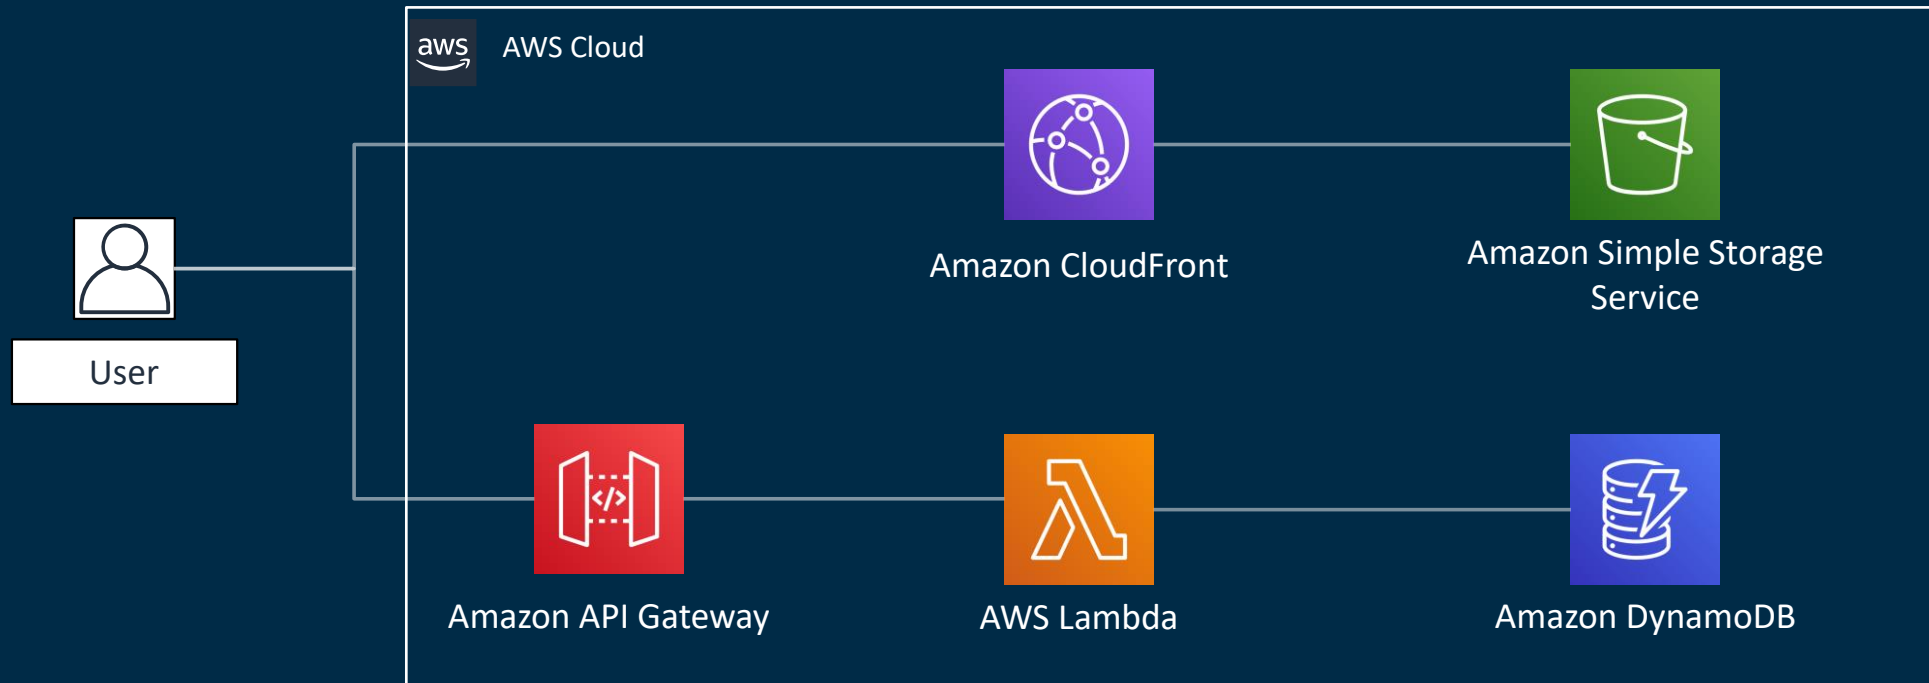 aws
AWS Cloud
Amazon CloudFront
Amazon Simple Storage
Service
User
</>
Amazon API Gateway
AWS Lambda
Amazon DynamoDB